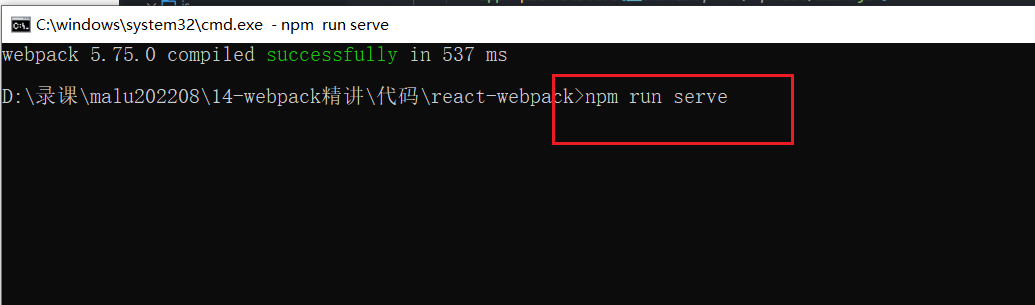 C:\windows\system32\cmd.exe - npm run serve
webpack 5.75.0 compiled successfully in 537 ms
D:\录课\malu202208\14-webpack精讲\代码\react-webpack>npm run serve